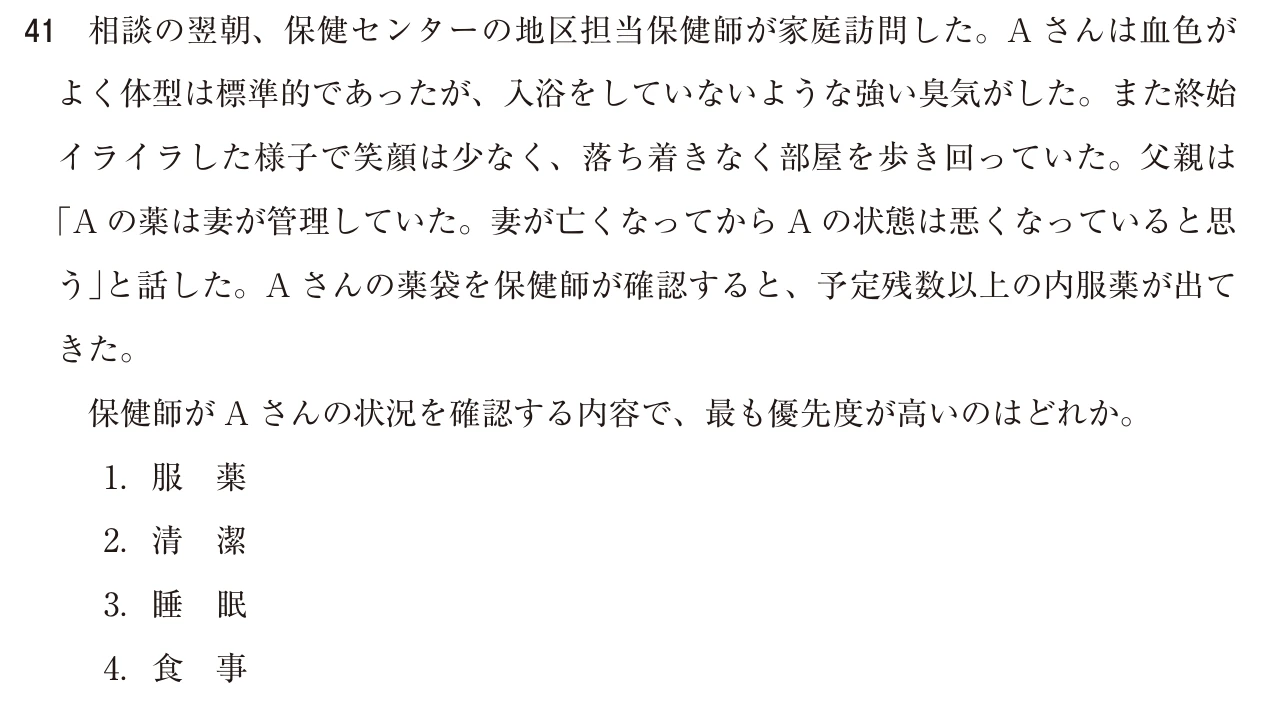 41　相談の翌朝、保健センターの地区担当保健師が家庭訪問した。A さんは血色が
よく体型は標準的であったが、入浴をしていないような強い臭気がした。また終始
イライラした様子で笑顔は少なく、落ち着きなく部屋を歩き回っていた。父親は
「A の薬は妻が管理していた。妻が亡くなってから A の状態は悪くなっていると思
う」と話した。A さんの薬袋を保健師が確認すると、予定残数以上の内服薬が出て
きた。
保健師が A さんの状況を確認する内容で、最も優先度が高いのはどれか。
1. 服　薬
2. 清　潔
3. 睡　眠
4. 食　事